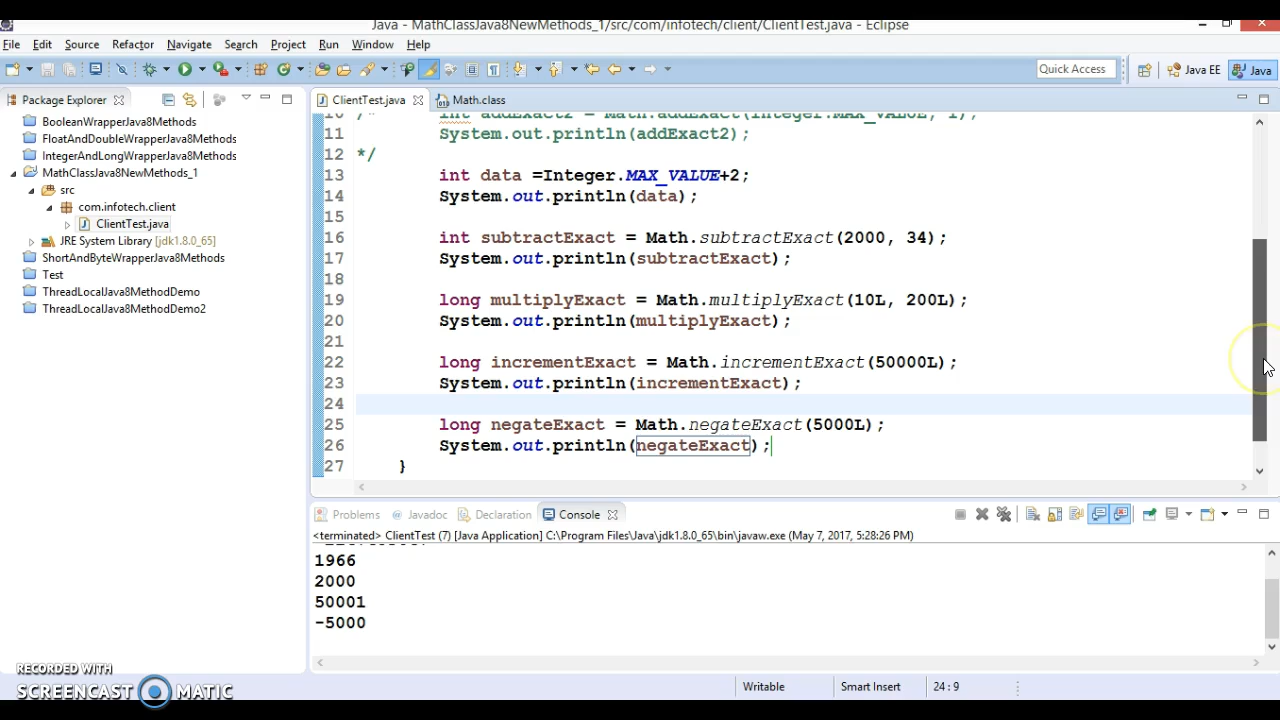 Java - MathClassJava8NewMethods_1/src/com/infotech/client/ClientTest.java - Eclipse
File Edit Source Refactor Navigate Search Project Run Window Help
Quick Access Java EE Java
Package Explorer ClientTest.java Math.class
BooleanWrapperJava8Methods
FloatAndDoubleWrapperJava8Methods
IntegerAndLongWrapperJava8Methods
MathClassJava8NewMethods_1
src
com.infotech.client
ClientTest.java
JRE System Library [jdk1.8.0_65]
ShortAndByteWrapperJava8Methods
Test
ThreadLocalJava8MethodDemo
ThreadLocalJava8MethodDemo2
10 /* int addExact2 = Math.addExact(Integer.MAX_VALUE, 1);
11 System.out.println(addExact2);
12 */
13 int data =Integer.MAX_VALUE+2;
14 System.out.println(data);
15
16 int subtractExact = Math.subtractExact(2000, 34);
17 System.out.println(subtractExact);
18
19 long multiplyExact = Math.multiplyExact(10L, 200L);
20 System.out.println(multiplyExact);
21
22 long incrementExact = Math.incrementExact(50000L);
23 System.out.println(incrementExact);
24
25 long negateExact = Math.negateExact(5000L);
26 System.out.println(negateExact);
27 }
Problems Javadoc Declaration Console
<terminated> ClientTest (7) [Java Application] C:\Program Files\Java\jdk1.8.0_65\bin\javaw.exe (May 7, 2017, 5:28:26 PM)
1966
2000
50001
-5000
RECORDED WITH
SCREENCAST MATIC
Writable Smart Insert 24 : 9